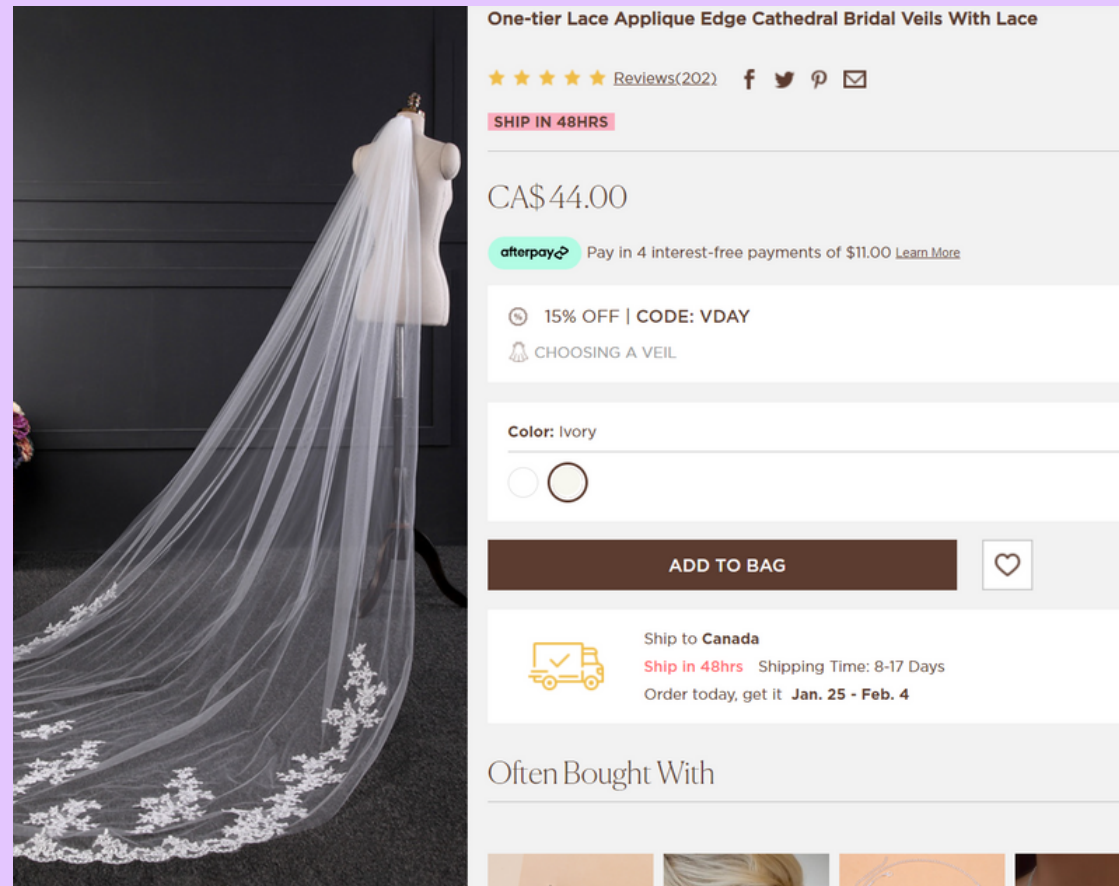 One-tier Lace Applique Edge Cathedral Bridal Veils With Lace
Reviews(202)
SHIP IN 48HRS
CA$ 44.00
afterpay Pay in 4 interest-free payments of $11.00 Learn More
15% OFF | CODE: VDAY
CHOOSING A VEIL
Color: Ivory
ADD TO BAG
Ship to Canada
Ship in 48hrs Shipping Time: 8-17 Days
Order today, get it Jan. 25 - Feb. 4
Often Bought With